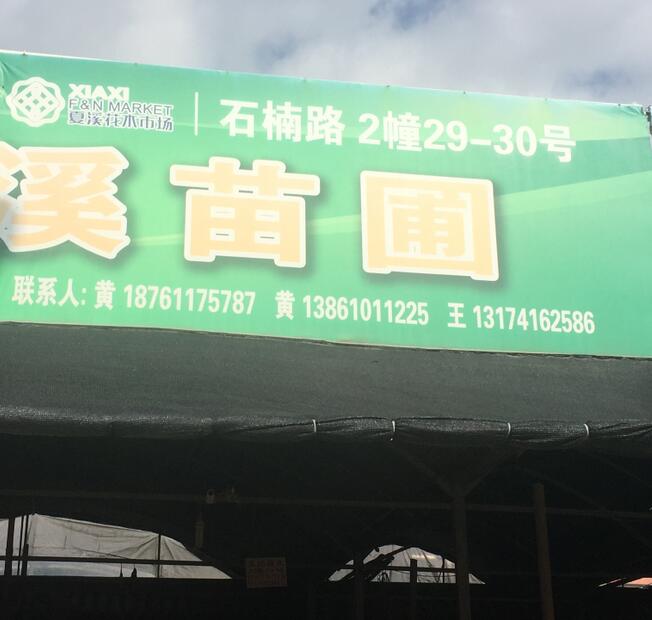 XIAXI
F&N MARKET
夏溪花木市场
石楠路 2幢29-30号
溪苗圃
联系人: 黄 18761175787 黄 13861011225 王 13174162586